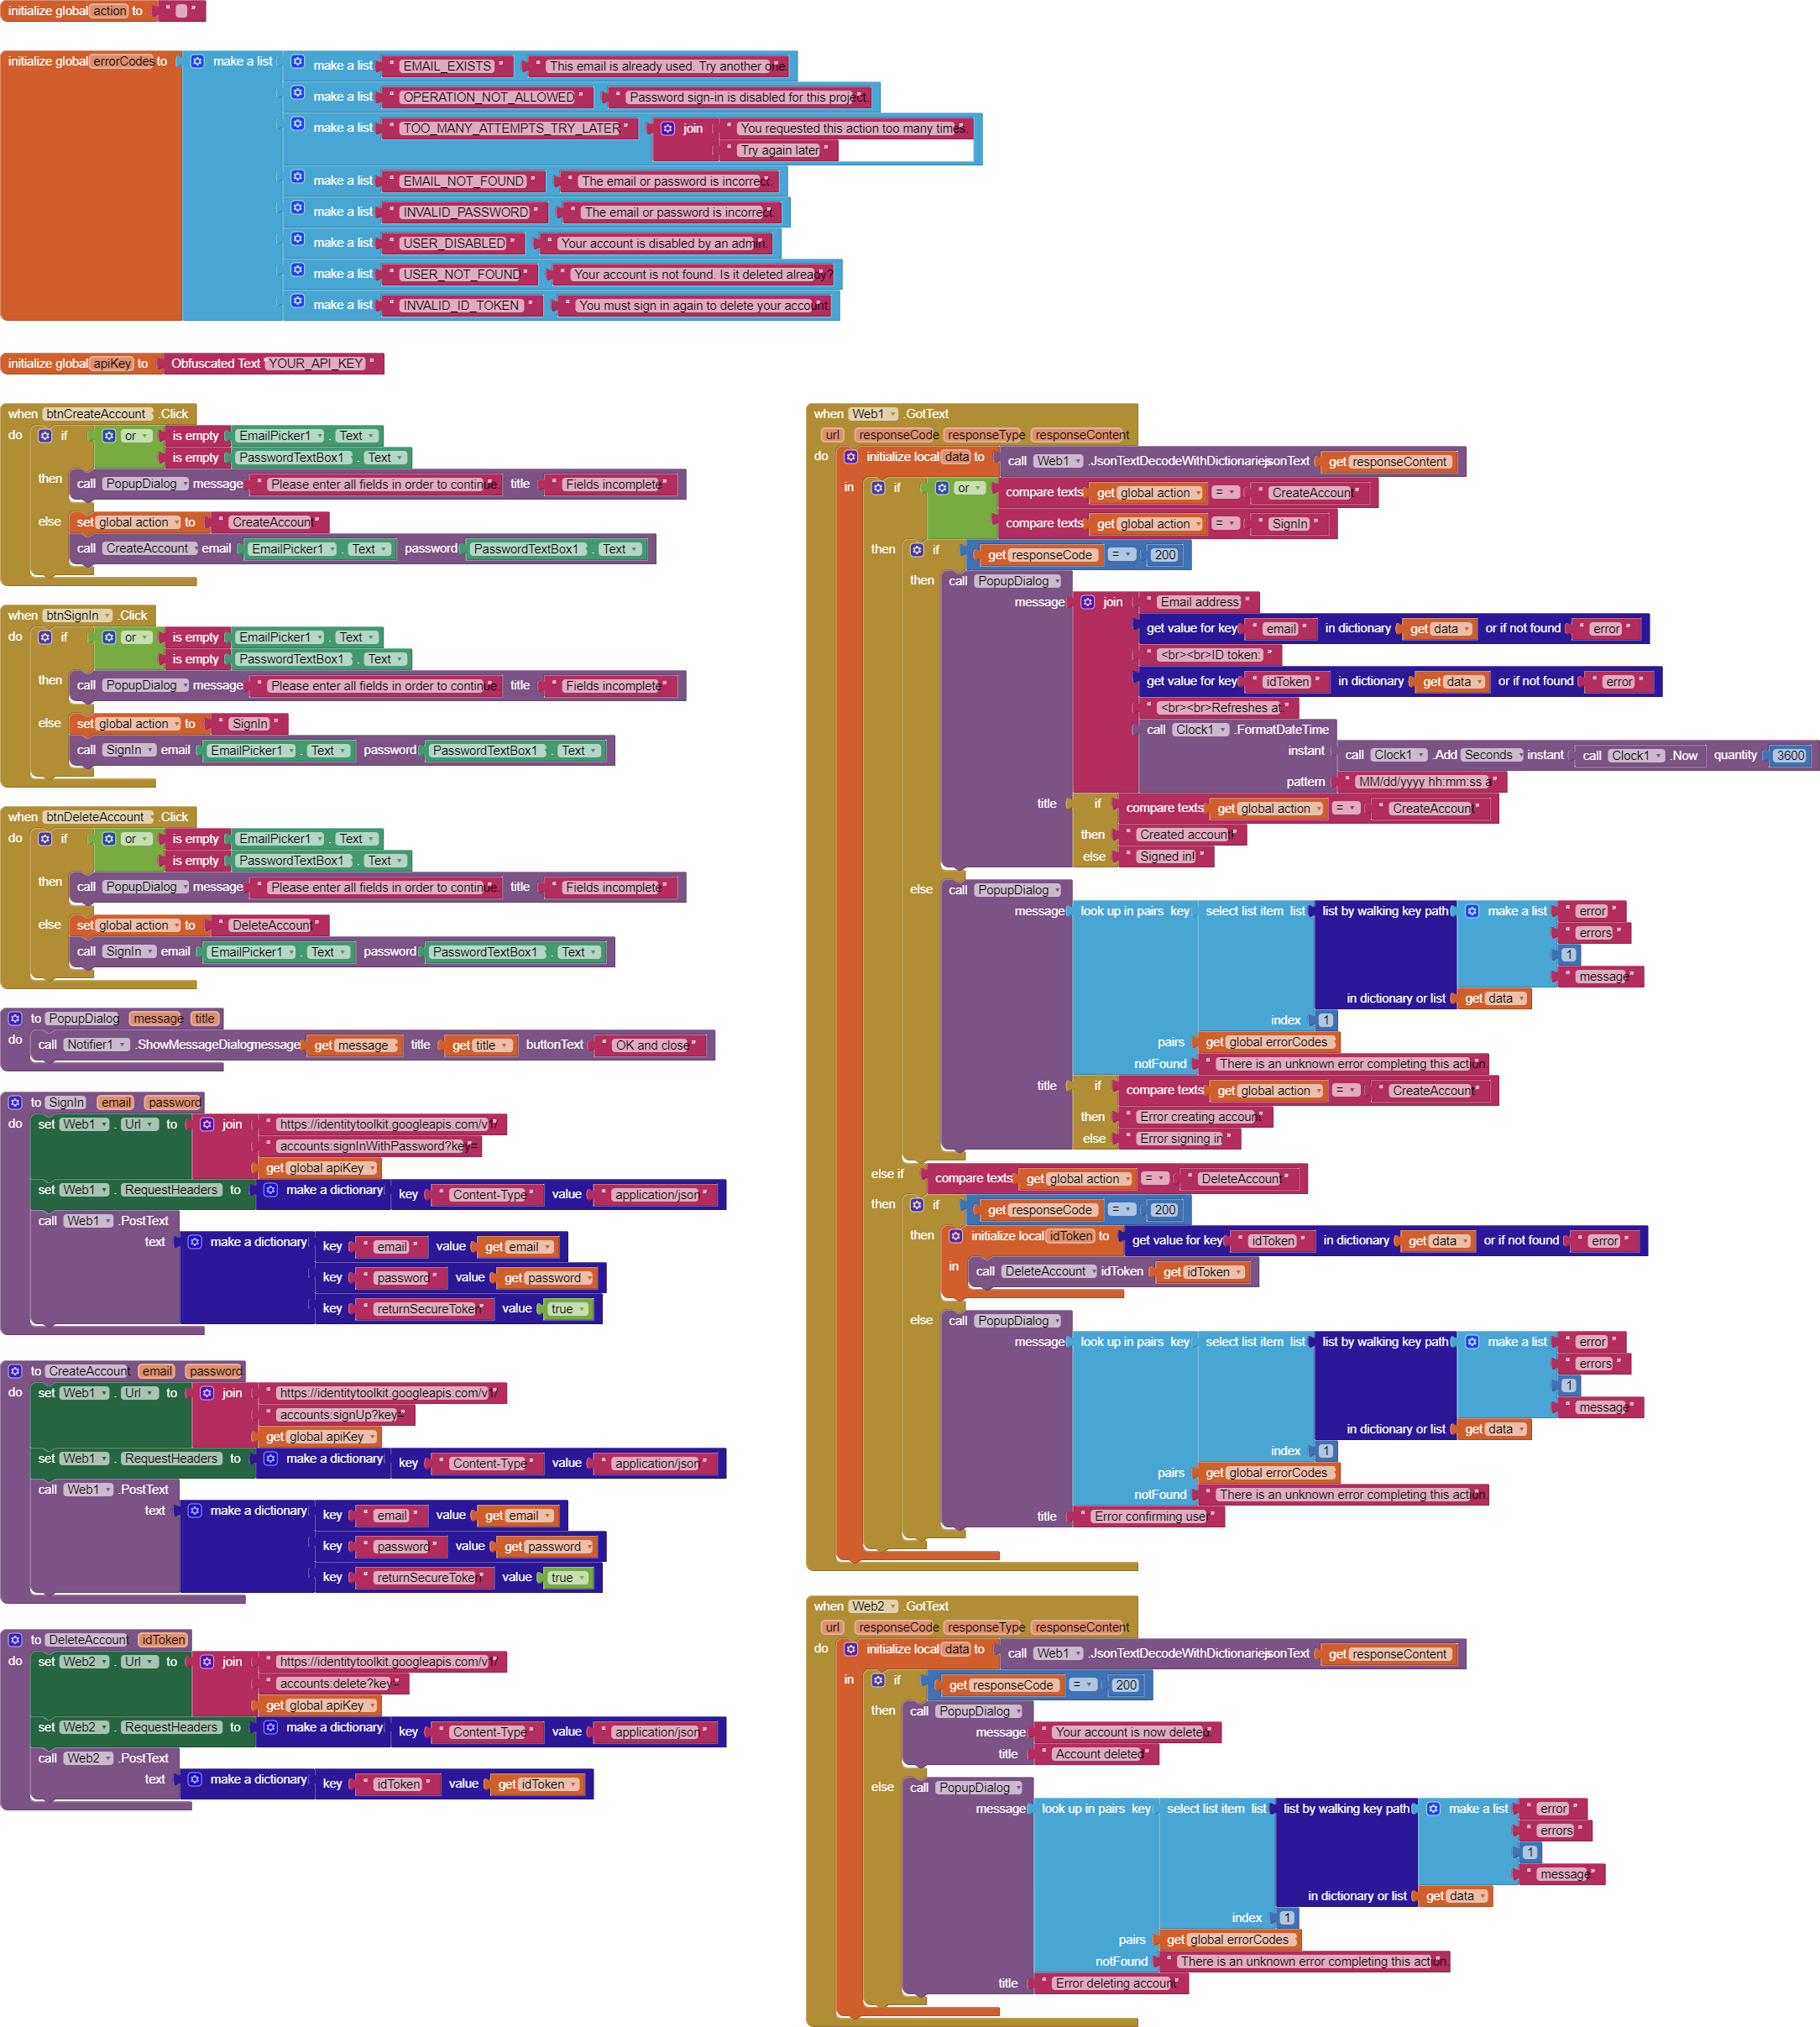 initialize global action to “ ”
initialize global errorCodes to make a list make a list “ EMAIL_EXISTS ” “ This email is already used. Try another one. ”
make a list “ OPERATION_NOT_ALLOWED ” “ Password sign-in is disabled for this project. ”
make a list “ TOO_MANY_ATTEMPTS_TRY_LATER ” join “ You requested this action too many times. ”
“ Try again later ”
make a list “ EMAIL_NOT_FOUND ” “ The email or password is incorrect. ”
make a list “ INVALID_PASSWORD ” “ The email or password is incorrect. ”
make a list “ USER_DISABLED ” “ Your account is disabled by an admin. ”
make a list “ USER_NOT_FOUND ” “ Your account is not found. Is it deleted already? ”
make a list “ INVALID_ID_TOKEN ” “ You must sign in again to delete your account. ”
initialize global apiKey to Obfuscated Text “ YOUR_API_KEY ”
when btnCreateAccount .Click
do if or is empty EmailPicker1 . Text
is empty PasswordTextBox1 . Text
then call PopupDialog message “ Please enter all fields in order to continue. ” title “ Fields incomplete ”
else set global action to “ CreateAccount ”
call CreateAccount email EmailPicker1 . Text password PasswordTextBox1 . Text
when btnSignIn .Click
do if or is empty EmailPicker1 . Text
is empty PasswordTextBox1 . Text
then call PopupDialog message “ Please enter all fields in order to continue. ” title “ Fields incomplete ”
else set global action to “ SignIn ”
call SignIn email EmailPicker1 . Text password PasswordTextBox1 . Text
when btnDeleteAccount .Click
do if or is empty EmailPicker1 . Text
is empty PasswordTextBox1 . Text
then call PopupDialog message “ Please enter all fields in order to continue. ” title “ Fields incomplete ”
else set global action to “ DeleteAccount ”
call SignIn email EmailPicker1 . Text password PasswordTextBox1 . Text
to PopupDialog message title
do call Notifier1 .ShowMessageDialog message get message title get title buttonText “ OK and close ”
to SignIn email password
do set Web1 . Url to join “ https://identitytoolkit.googleapis.com/v1/ ”
“ accounts:signInWithPassword?key= ”
get global apiKey
set Web1 . RequestHeaders to make a dictionary key “ Content-Type ” value “ application/json ”
call Web1 .PostText
text make a dictionary key “ email ” value get email
key “ password ” value get password
key “ returnSecureToken ” value true
to CreateAccount email password
do set Web1 . Url to join “ https://identitytoolkit.googleapis.com/v1/ ”
“ accounts:signUp?key= ”
get global apiKey
set Web1 . RequestHeaders to make a dictionary key “ Content-Type ” value “ application/json ”
call Web1 .PostText
text make a dictionary key “ email ” value get email
key “ password ” value get password
key “ returnSecureToken ” value true
to DeleteAccount idToken
do set Web2 . Url to join “ https://identitytoolkit.googleapis.com/v1/ ”
“ accounts:delete?key= ”
get global apiKey
set Web2 . RequestHeaders to make a dictionary key “ Content-Type ” value “ application/json ”
call Web2 .PostText
text make a dictionary key “ idToken ” value get idToken
when Web1 .GotText
url responseCode responseType responseContent
do initialize local data to call Web1 .JsonTextDecodeWithDictionaries jsonText get responseContent
in if or compare texts get global action = “ CreateAccount ”
compare texts get global action = “ SignIn ”
then if get responseCode = 200
then call PopupDialog
message join “ Email address: ”
get value for key “ email ” in dictionary get data or if not found “ error ”
“ <br><br>ID token: ”
get value for key “ idToken ” in dictionary get data or if not found “ error ”
“ <br><br>Refreshes at: ”
call Clock1 .FormatDateTime
instant call Clock1 .Add Seconds instant call Clock1 .Now quantity 3600
pattern “ MM/dd/yyyy hh:mm:ss a ”
title if compare texts get global action = “ CreateAccount ”
then “ Created account! ”
else “ Signed in! ”
else call PopupDialog
message look up in pairs key select list item list list by walking key path make a list “ error ”
“ errors ”
1
“ message ”
in dictionary or list get data
index 1
pairs get global errorCodes
notFound “ There is an unknown error completing this action. ”
title if compare texts get global action = “ CreateAccount ”
then “ Error creating account ”
else “ Error signing in ”
else if compare texts get global action = “ DeleteAccount ”
then if get responseCode = 200
then initialize local idToken to get value for key “ idToken ” in dictionary get data or if not found “ error ”
in call DeleteAccount idToken get idToken
else call PopupDialog
message look up in pairs key select list item list list by walking key path make a list “ error ”
“ errors ”
1
“ message ”
in dictionary or list get data
index 1
pairs get global errorCodes
notFound “ There is an unknown error completing this action. ”
title “ Error confirming user ”
when Web2 .GotText
url responseCode responseType responseContent
do initialize local data to call Web1 .JsonTextDecodeWithDictionaries jsonText get responseContent
in if get responseCode = 200
then call PopupDialog
message “ Your account is now deleted. ”
title “ Account deleted ”
else call PopupDialog
message look up in pairs key select list item list list by walking key path make a list “ error ”
“ errors ”
1
“ message ”
in dictionary or list get data
index 1
pairs get global errorCodes
notFound “ There is an unknown error completing this action. ”
title “ Error deleting account ”